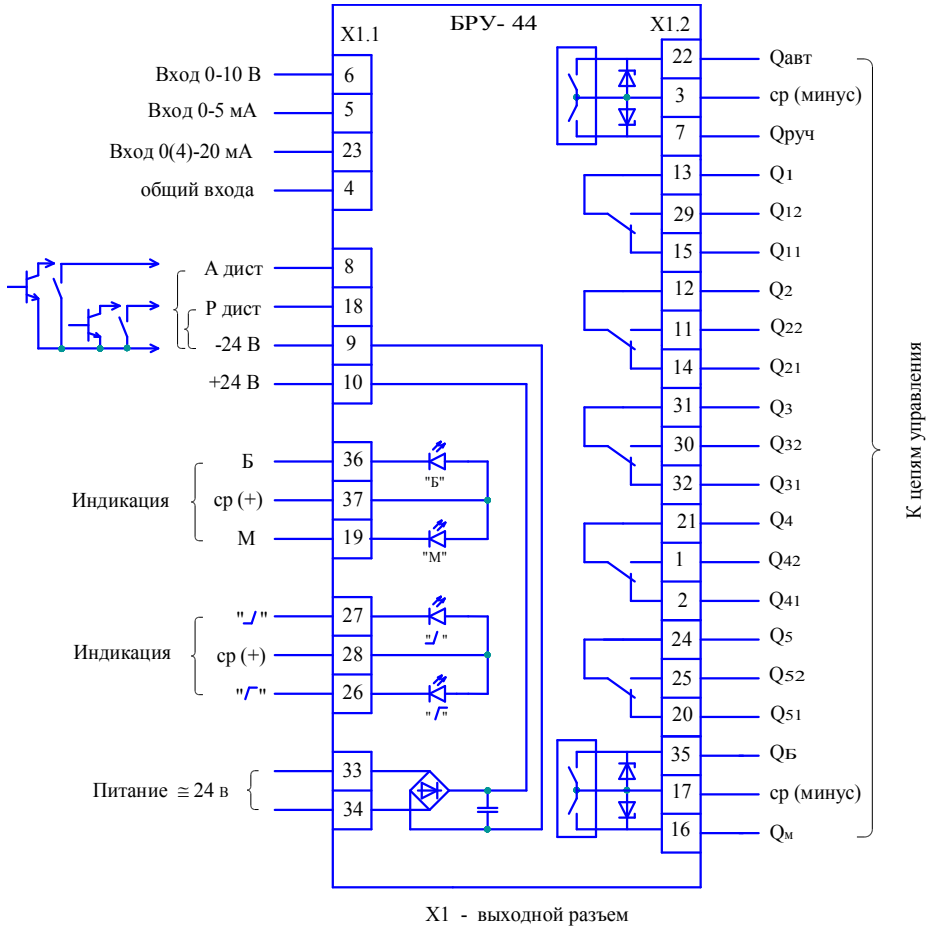 БРУ- 44
X1.1
X1.2
Вход 0-10 В 6
Вход 0-5 мА 5
Вход 0(4)-20 мА 23
общий входа 4
А дист 8
Р дист 18
-24 В 9
+24 В 10
Индикация
Б 36 "Б"
ср (+) 37
М 19 "М"
Индикация
"_/" 27 "_/"
ср (+) 28
"/‾" 26 "/‾"
Питание ≅ 24 в
33
34
22 Qавт
3 ср (минус)
7 Qруч
13 Q1
29 Q12
15 Q11
12 Q2
11 Q22
14 Q21
31 Q3
30 Q32
32 Q31
21 Q4
1 Q42
2 Q41
24 Q5
25 Q52
20 Q51
35 QБ
17 ср (минус)
16 Qм
К цепям управления
X1 - выходной разъем